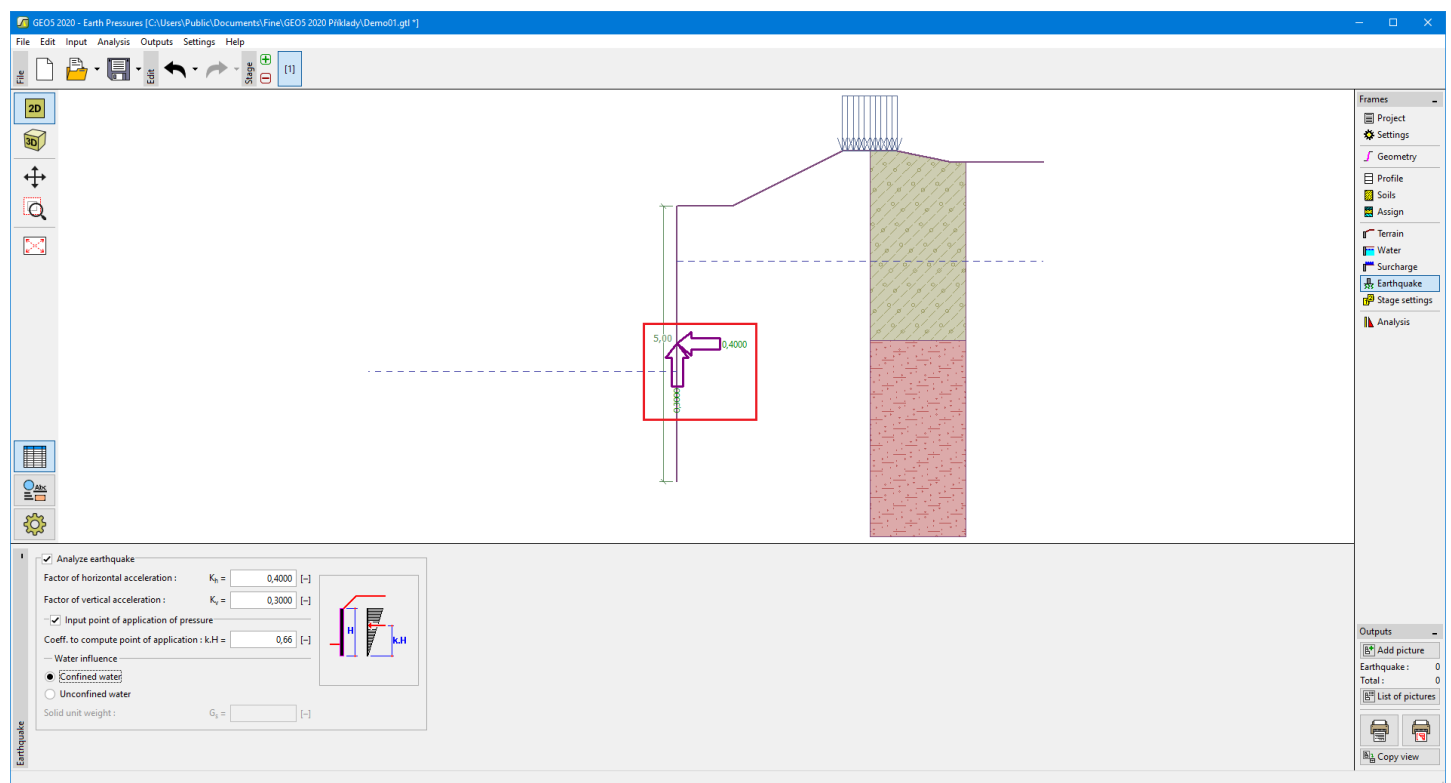 GEO5 2020 - Earth Pressures [C:\Users\Public\Documents\Fine\GEO5 2020 Příklady\Demo01.gtl *]
File Edit Input Analysis Outputs Settings Help
File
Edit
Stage
[1]
2D
3D
Abc
5,00
0,4000
0,3000
Frames
Project
Settings
Geometry
Profile
Soils
Assign
Terrain
Water
Surcharge
Earthquake
Stage settings
Analysis
Earthquake
Analyze earthquake
Factor of horizontal acceleration : Kh = 0,4000 [–]
Factor of vertical acceleration : Kv = 0,3000 [–]
Input point of application of pressure
Coeff. to compute point of application : k.H = 0,66 [–]
Water influence
Confined water
Unconfined water
Solid unit weight : Gs = [–]
H
k.H
Outputs
Add picture
Earthquake : 0
Total : 0
List of pictures
Copy view